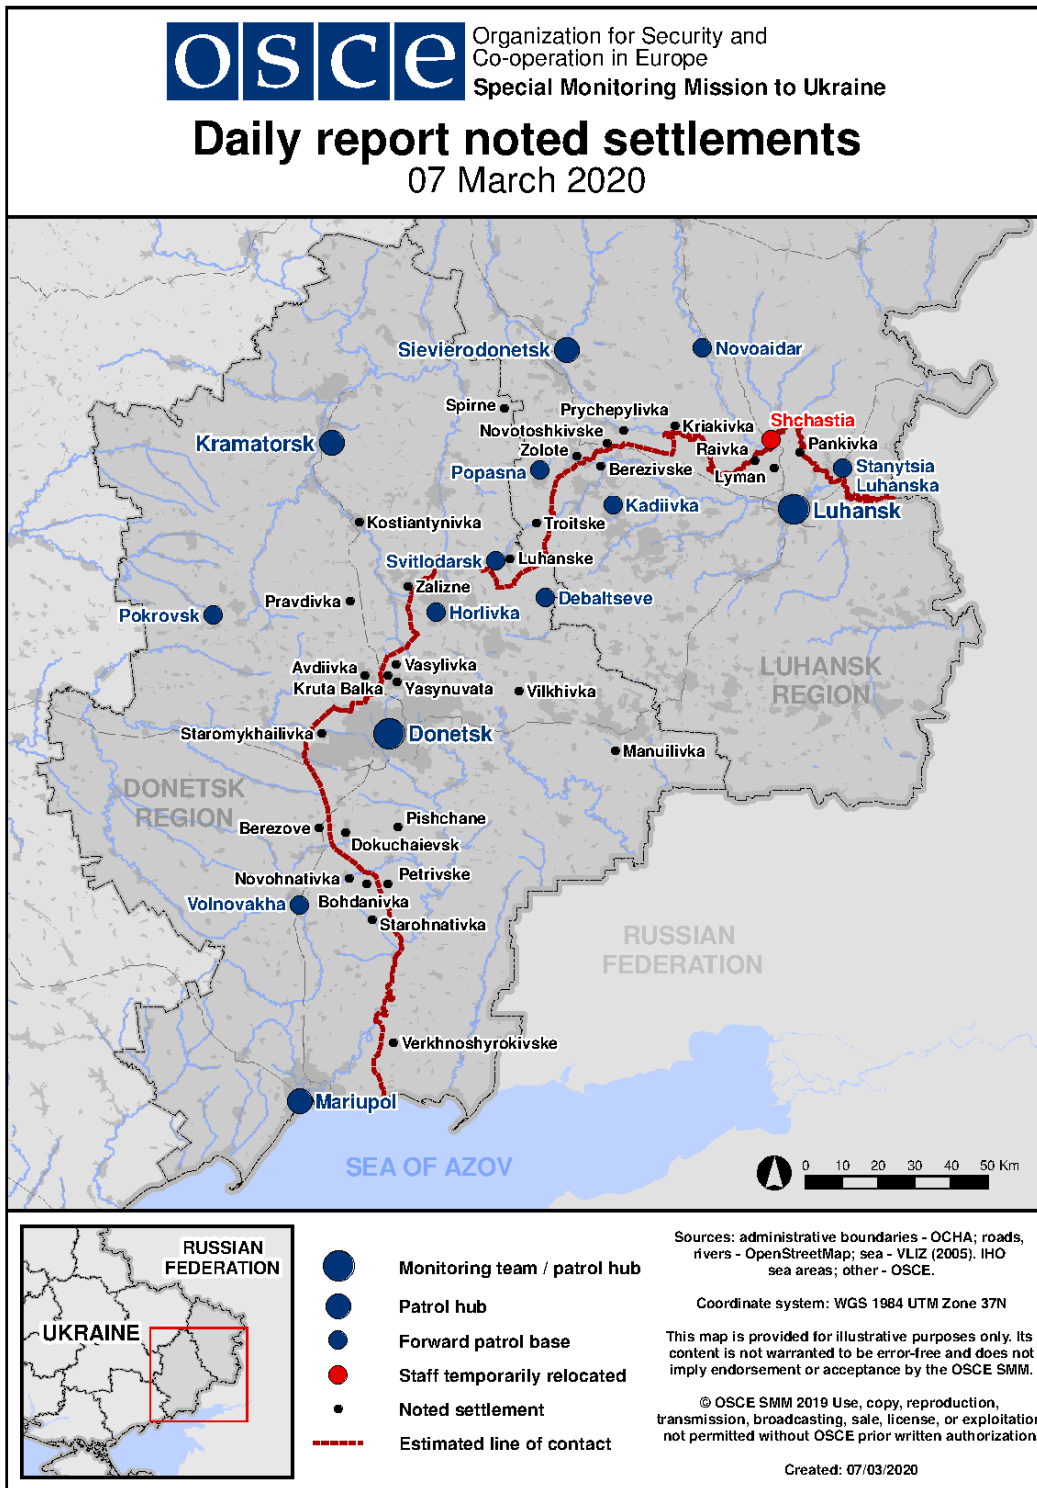 osce
Organization for Security and
Co-operation in Europe
Special Monitoring Mission to Ukraine
Daily report noted settlements
07 March 2020
Sievierodonetsk
Novoaidar
Spirne
Prychepylivka
Kriakivka
Shchastia
Kramatorsk
Novotoshkivske
Raivka
Pankivka
Zolote
Popasna
Berezivske
Lyman
Stanytsia
Luhanska
Kadiivka
Luhansk
Kostiantynivka
Troitske
Svitlodarsk
Luhanske
Zalizne
Pravdivka
Debaltseve
Pokrovsk
Horlivka
Avdiivka
Vasylivka
LUHANSK
REGION
Kruta Balka
Yasynuvata
Vilkhivka
Staromykhailivka
Donetsk
Manuilivka
DONETSK
REGION
Pishchane
Berezove
Dokuchaievsk
Novohnativka
Petrivske
Volnovakha
Bohdanivka
Starohnativka
RUSSIAN
FEDERATION
Verkhnoshyrokivske
Mariupol
SEA OF AZOV
0 10 20 30 40 50 Km
RUSSIAN
FEDERATION
UKRAINE
Monitoring team / patrol hub
Patrol hub
Forward patrol base
Staff temporarily relocated
Noted settlement
Estimated line of contact
Sources: administrative boundaries - OCHA; roads,
rivers - OpenStreetMap; sea - VLIZ (2005). IHO
sea areas; other - OSCE.
Coordinate system: WGS 1984 UTM Zone 37N
This map is provided for illustrative purposes only. Its
content is not warranted to be error-free and does not
imply endorsement or acceptance by the OSCE SMM.
© OSCE SMM 2019 Use, copy, reproduction,
transmission, broadcasting, sale, license, or exploitation
not permitted without OSCE prior written authorization
Created: 07/03/2020